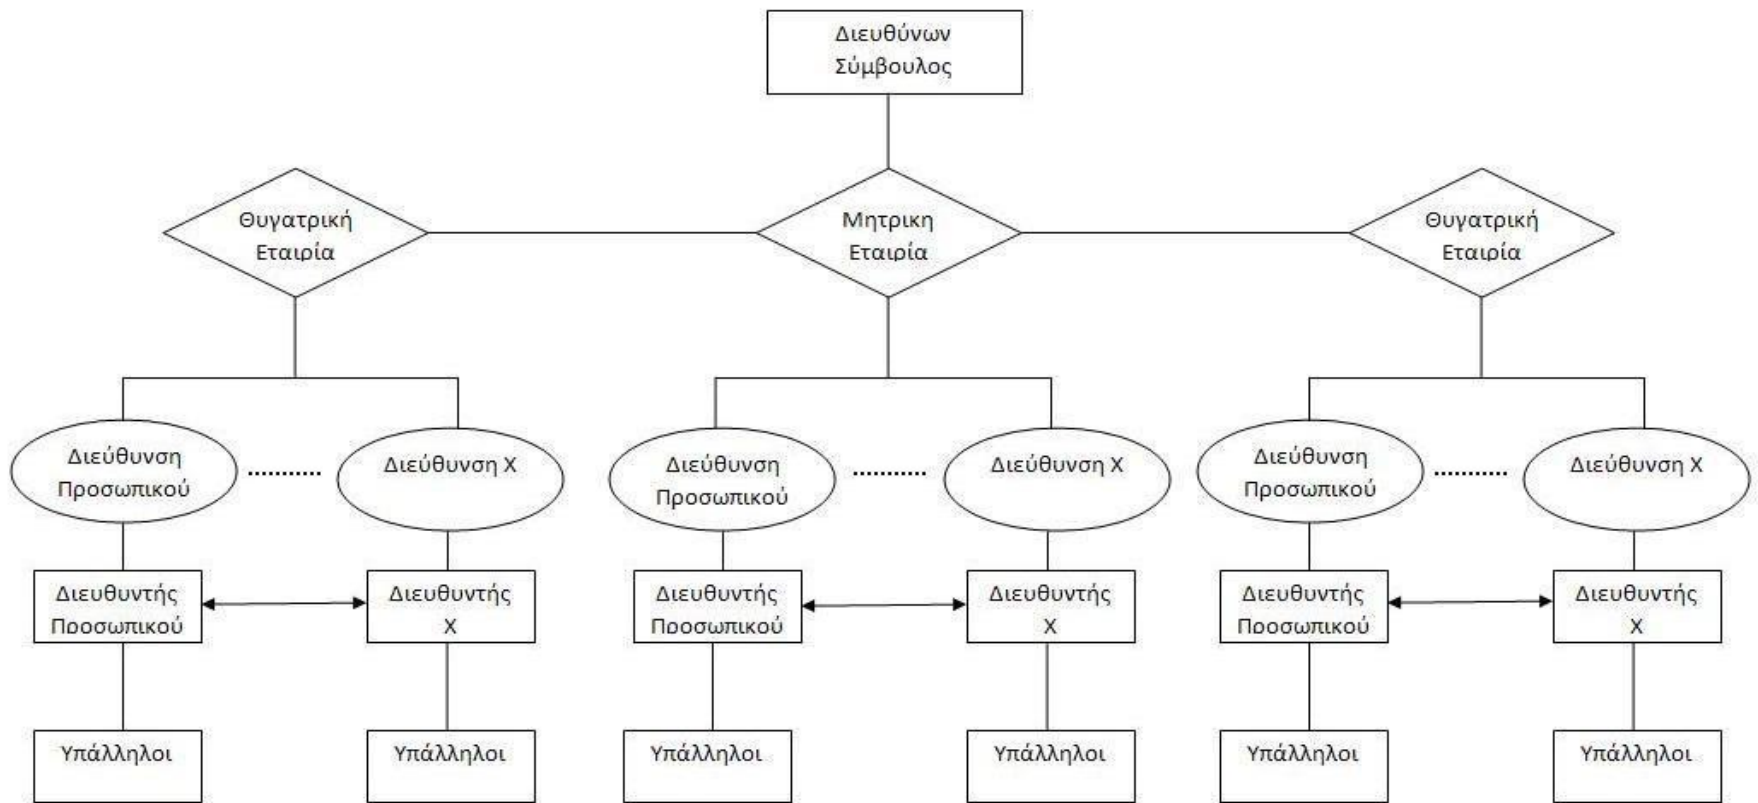 Διευθύνων
Σύμβουλος
Θυγατρική
Εταιρία
Μητρικη
Εταιρία
Θυγατρική
Εταιρία
Διεύθυνση
Προσωπικού
..........
Διεύθυνση Χ
Διεύθυνση
Προσωπικού
..........
Διεύθυνση Χ
Διεύθυνση
Προσωπικού
..........
Διεύθυνση Χ
Διευθυντής
Προσωπικού
Διευθυντής
Χ
Διευθυντής
Προσωπικού
Διευθυντής
Χ
Διευθυντής
Προσωπικού
Διευθυντής
Χ
Υπάλληλοι
Υπάλληλοι
Υπάλληλοι
Υπάλληλοι
Υπάλληλοι
Υπάλληλοι